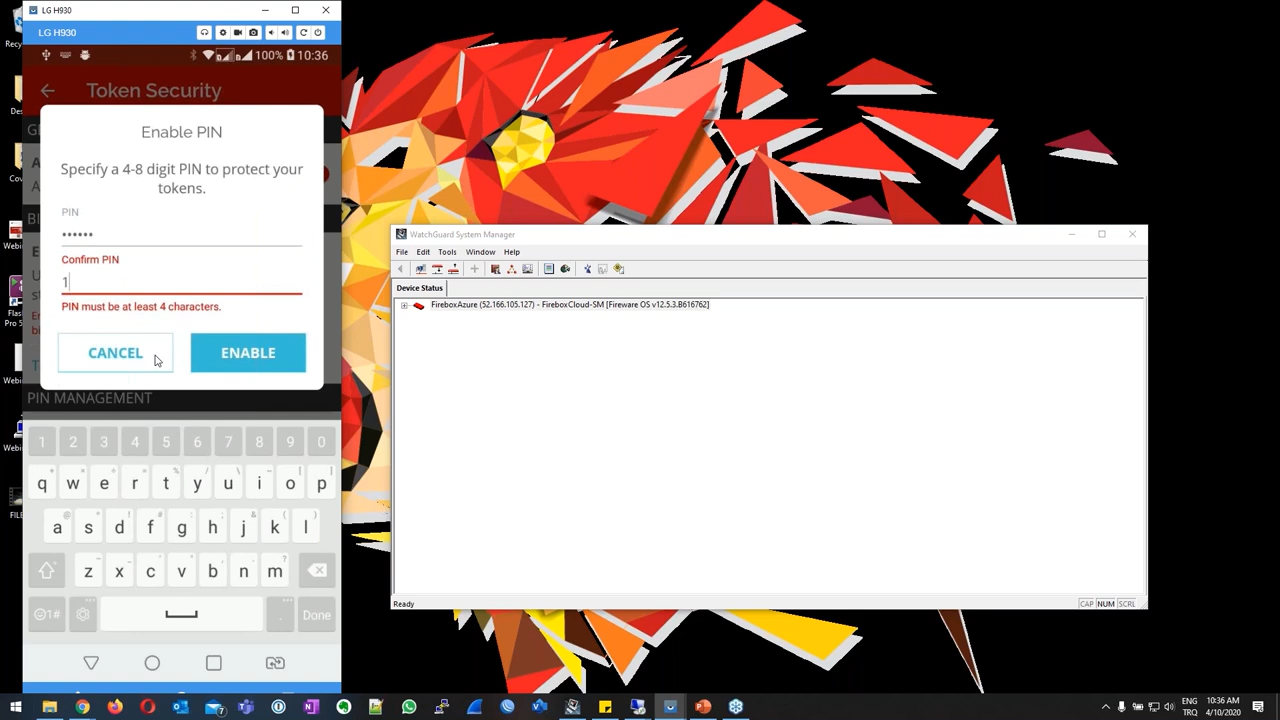 LG H930
LG H930
100% 10:36
Token Security
Enable PIN
Specify a 4-8 digit PIN to protect your
tokens.
PIN
••••••
Confirm PIN
1
PIN must be at least 4 characters.
CANCEL ENABLE
PIN MANAGEMENT
1 2 3 4 5 6 7 8 9 0
q w e r t y u i o p
a s d f g h j k l
z x c v b n m
☺1# . Done
WatchGuard System Manager
File Edit Tools Window Help
Device Status
FireboxAzure (52.166.105.127) - FireboxCloud-SM [Fireware OS v12.5.3.B616762]
Ready
CAP NUM SCRL
ENG
TRQ
10:36 AM
4/10/2020